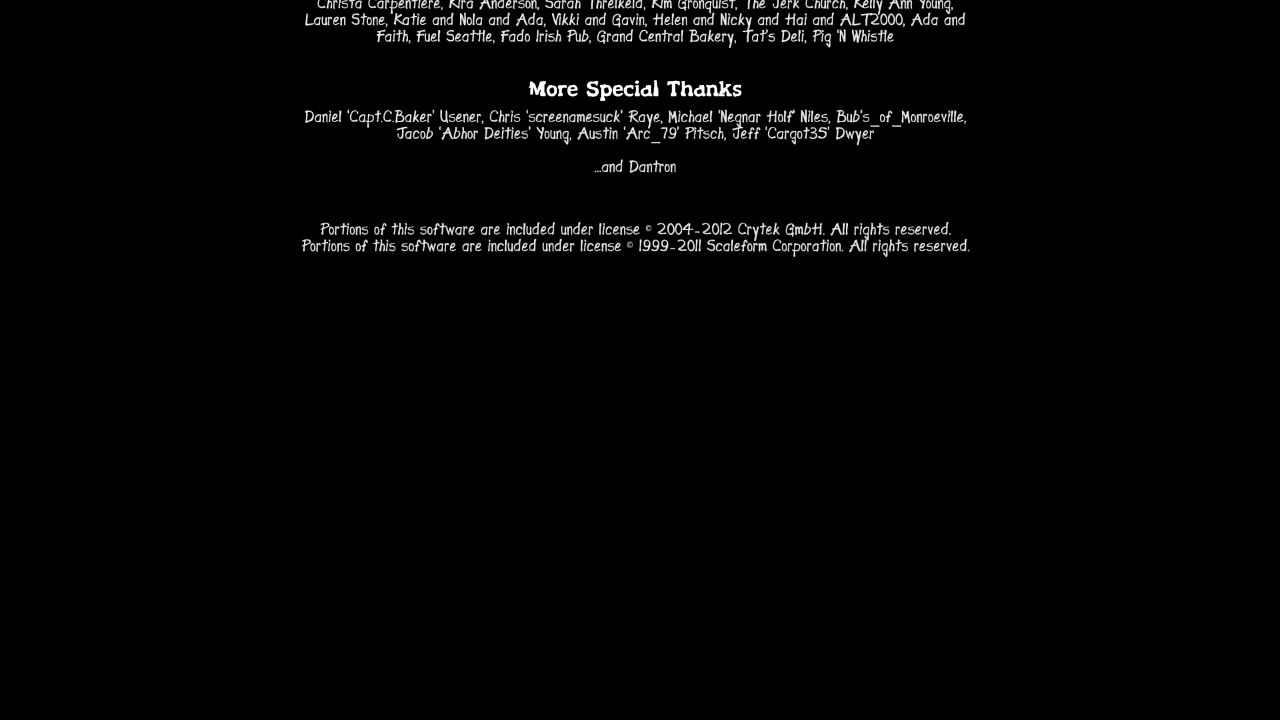 Christa Carpentiere, Kira Anderson, Sarah Threlkeld, Kim Gronquist, The Jerk Church, Kelly Ann Young,
Lauren Stone, Katie and Nola and Ada, Vikki and Gavin, Helen and Nicky and Hai and ALT2000, Ada and
Faith, Fuel Seattle, Fado Irish Pub, Grand Central Bakery, Tat's Deli, Pig 'N Whistle
More Special Thanks
Daniel 'Capt.C.Baker' Usener, Chris 'screenamesuck' Raye, Michael 'Negnar Holf' Niles, Bub's_of_Monroeville,
Jacob 'Abhor Deities' Young, Austin 'Arc_79' Pitsch, Jeff 'Cargot35' Dwyer
...and Dantron
Portions of this software are included under license © 2004-2012 Crytek GmbH. All rights reserved.
Portions of this software are included under license © 1999-2011 Scaleform Corporation. All rights reserved.